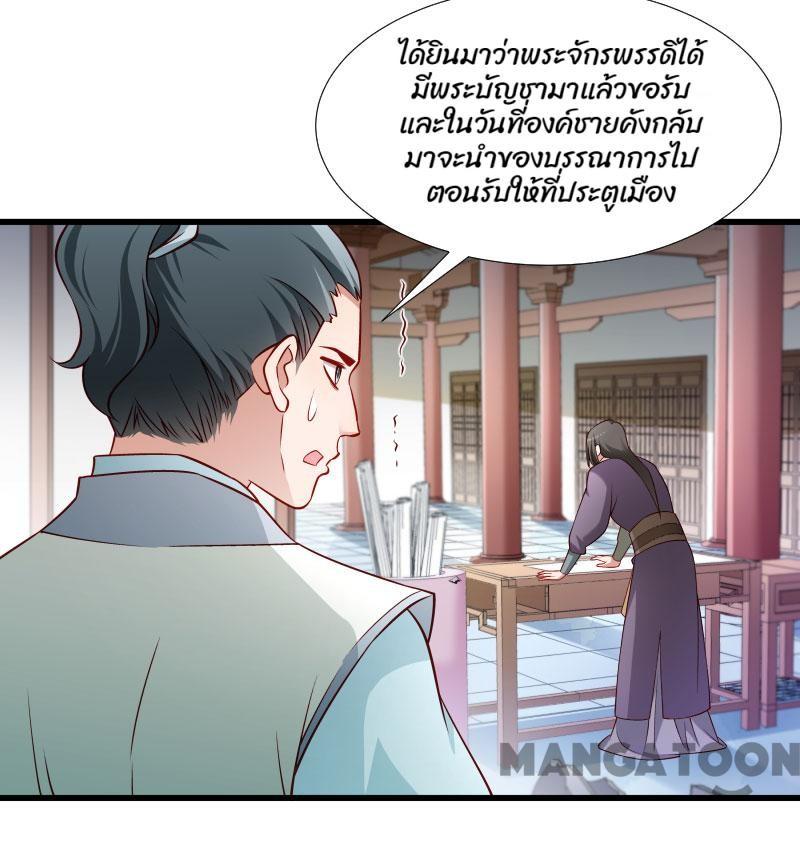 ได้ยินมาว่าพระจักรพรรดิได้
มีพระบัญชามาแล้วขอรับ
และในวันที่องค์ชายคังกลับ
มาจะนำของบรรณาการไป
ตอนรับให้ที่ประตูเมือง
MANGATOON